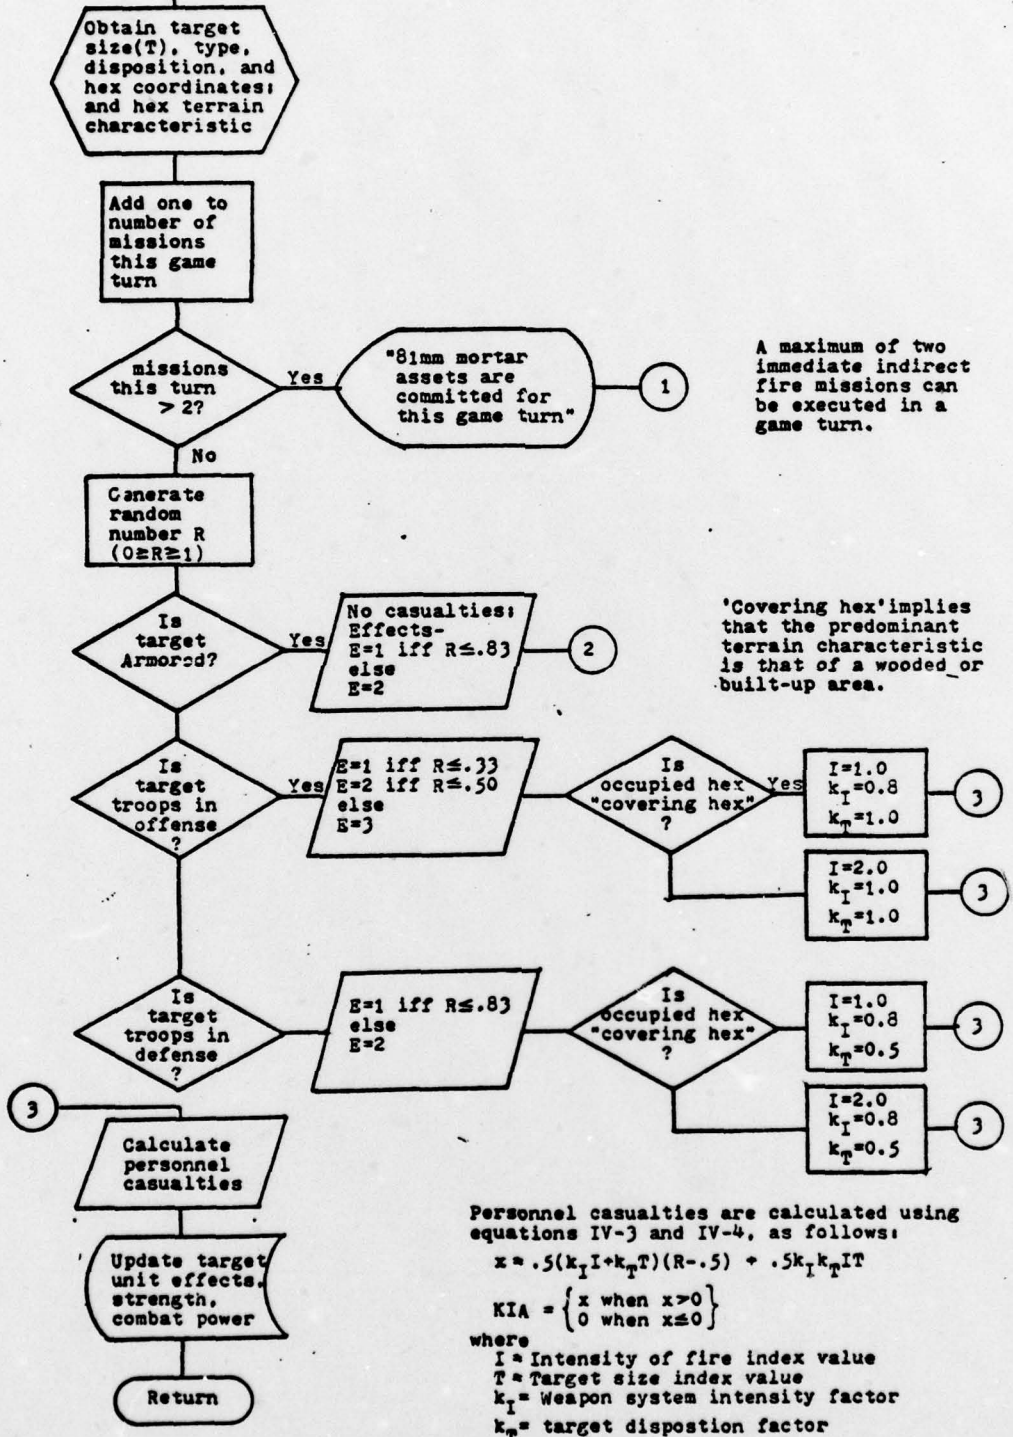 Obtain target
size(T), type,
disposition, and
hex coordinates;
and hex terrain
characteristic
Add one to
number of
missions
this game
turn
missions
this turn
> 2?
Yes
"81mm mortar
assets are
committed for
this game turn"
1
A maximum of two
immediate indirect
fire missions can
be executed in a
game turn.
No
Generate
random
number R
(0≥R≥1)
Is
target
Armored?
Yes
No casualties;
Effects-
E=1 iff R≤.83
else
E=2
2
'Covering hex'implies
that the predominant
terrain characteristic
is that of a wooded or
built-up area.
Is
target
troops in
offense
?
Yes
E=1 iff R≤.33
E=2 iff R≤.50
else
E=3
Is
occupied hex
"covering hex"
?
Yes
I=1.0
k_I=0.8
k_T=1.0
3
I=2.0
k_I=1.0
k_T=1.0
3
Is
target
troops in
defense
?
E=1 iff R≤.83
else
E=2
Is
occupied hex
"covering hex"
?
I=1.0
k_I=0.8
k_T=0.5
3
I=2.0
k_I=0.8
k_T=0.5
3
3
Calculate
personnel
casualties
Update target
unit effects,
strength,
combat power
Return
Personnel casualties are calculated using
equations IV-3 and IV-4, as follows:
x = .5(k_I I+k_T T)(R-.5) + .5k_I k_T IT
KIA = {x when x>0}
{0 when x≤0}
where
I = Intensity of fire index value
T = Target size index value
k_I= Weapon system intensity factor
k_T= target dispostion factor